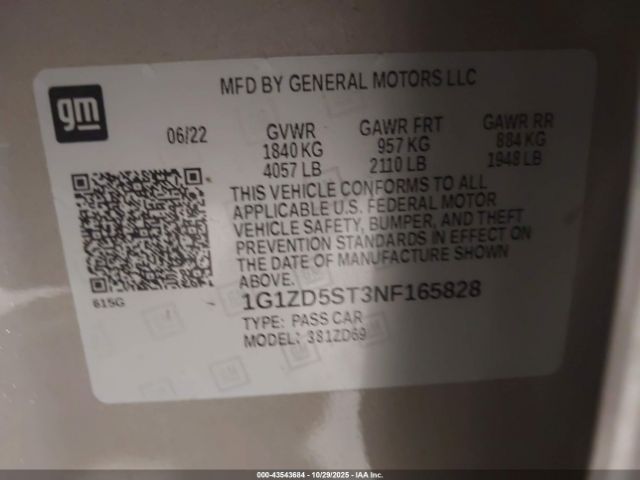 gm
MFD BY GENERAL MOTORS LLC
06/22 GVWR GAWR FRT GAWR RR
1840 KG 957 KG 884 KG
4057 LB 2110 LB 1948 LB
THIS VEHICLE CONFORMS TO ALL
APPLICABLE U.S. FEDERAL MOTOR
VEHICLE SAFETY, BUMPER, AND THEFT
PREVENTION STANDARDS IN EFFECT ON
THE DATE OF MANUFACTURE SHOWN
ABOVE.
615G
1G1ZD5ST3NF165828
TYPE: PASS CAR
MODEL: 381ZD69
000-43543684 - 10/29/2025 - IAA Inc.